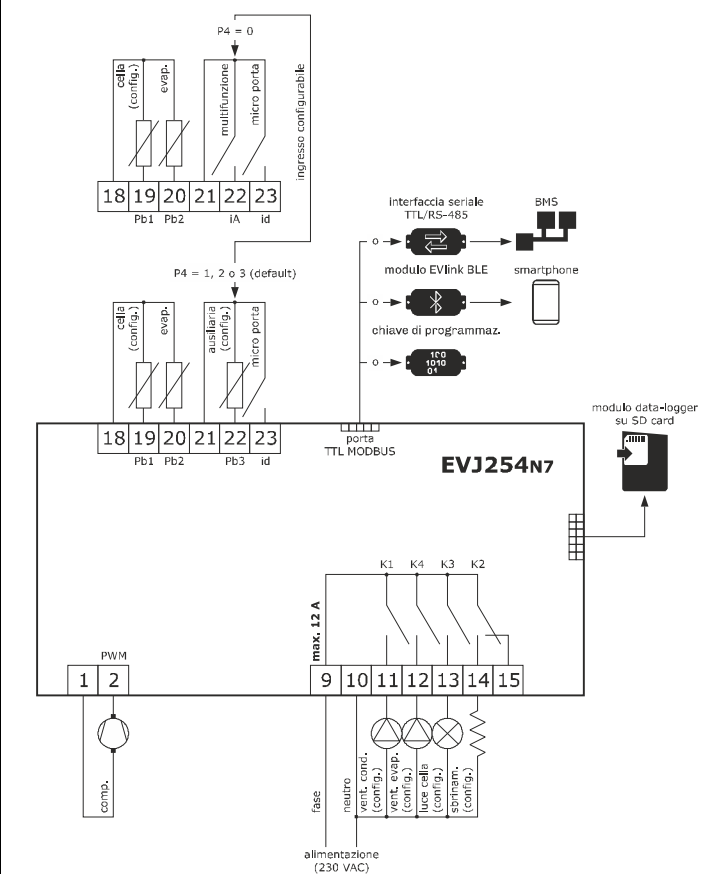 P4 = 0
cella
(config.)
evap.
multifunzione
micro porta
ingresso configurabile
18 19 20 21 22 23
Pb1 Pb2 iA id
P4 = 1, 2 o 3 (default)
cella
(config.)
evap.
ausiliaria
(config.)
micro porta
18 19 20 21 22 23
Pb1 Pb2 Pb3 id
interfaccia seriale
TTL/RS-485
BMS
modulo EVlink BLE
smartphone
chiave di programmaz.
100
1010
01
porta
TTL MODBUS
EVJ254N7
modulo data-logger
su SD card
K1 K4 K3 K2
max. 12 A
PWM
1 2
9 10 11 12 13 14 15
comp.
fase
neutro
vent. cond.
(config.)
vent. evap.
(config.)
luce cella
(config.)
sbrinam.
(config.)
alimentazione
(230 VAC)